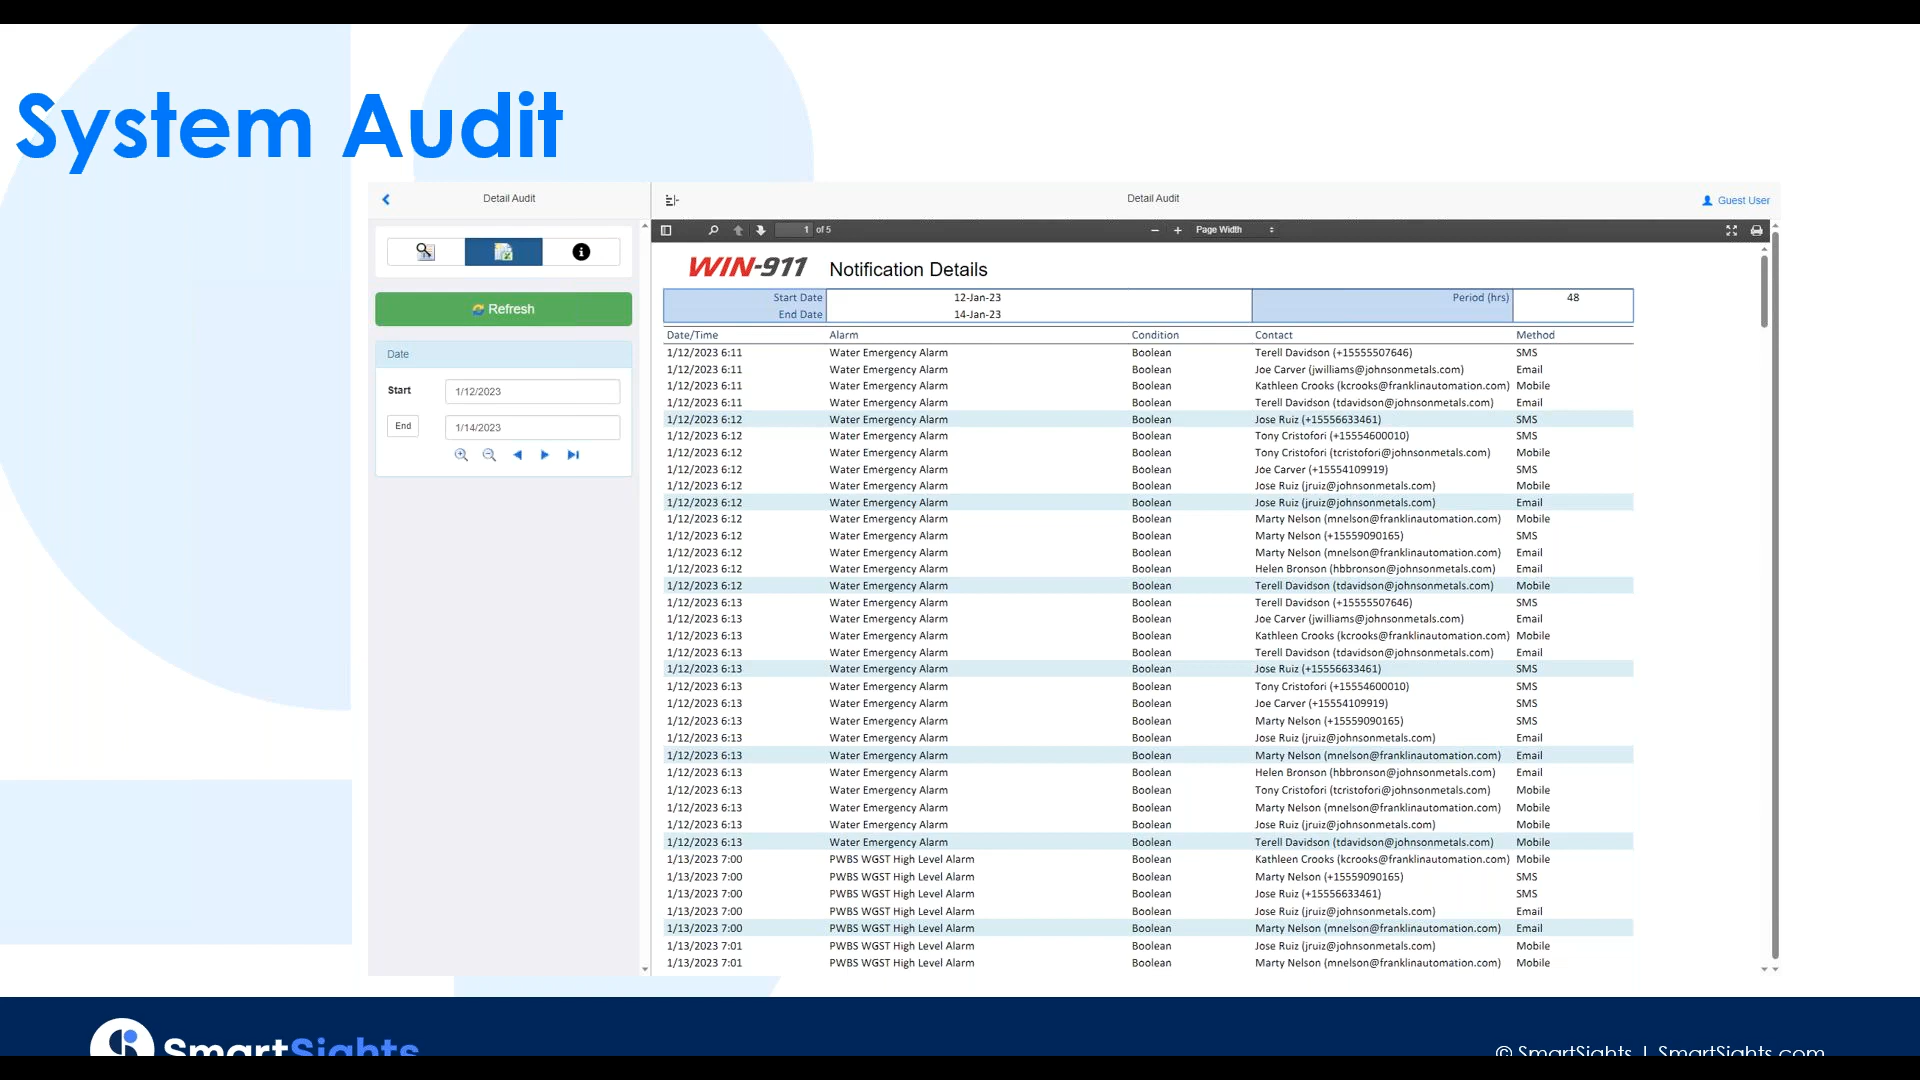 System Audit
Detail Audit
Detail Audit
Guest User
1 of 5
Page Width
Refresh
Date
Start 1/12/2023
End 1/14/2023
WIN-911 Notification Details
Start Date 12-Jan-23 Period (hrs) 48
End Date 14-Jan-23
Date/Time Alarm Condition Contact Method
1/12/2023 6:11 Water Emergency Alarm Boolean Terell Davidson (+15555507646) SMS
1/12/2023 6:11 Water Emergency Alarm Boolean Joe Carver (jwilliams@johnsonmetals.com) Email
1/12/2023 6:11 Water Emergency Alarm Boolean Kathleen Crooks (kcrooks@franklinautomation.com) Mobile
1/12/2023 6:11 Water Emergency Alarm Boolean Terell Davidson (tdavidson@johnsonmetals.com) Email
1/12/2023 6:12 Water Emergency Alarm Boolean Jose Ruiz (+15556633461) SMS
1/12/2023 6:12 Water Emergency Alarm Boolean Tony Cristofori (+15554600010) SMS
1/12/2023 6:12 Water Emergency Alarm Boolean Tony Cristofori (tcristofori@johnsonmetals.com) Mobile
1/12/2023 6:12 Water Emergency Alarm Boolean Joe Carver (+15554109919) SMS
1/12/2023 6:12 Water Emergency Alarm Boolean Jose Ruiz (jruiz@johnsonmetals.com) Mobile
1/12/2023 6:12 Water Emergency Alarm Boolean Jose Ruiz (jruiz@johnsonmetals.com) Email
1/12/2023 6:12 Water Emergency Alarm Boolean Marty Nelson (mnelson@franklinautomation.com) Mobile
1/12/2023 6:12 Water Emergency Alarm Boolean Marty Nelson (+15559090165) SMS
1/12/2023 6:12 Water Emergency Alarm Boolean Marty Nelson (mnelson@franklinautomation.com) Email
1/12/2023 6:12 Water Emergency Alarm Boolean Helen Bronson (hbbronson@johnsonmetals.com) Email
1/12/2023 6:12 Water Emergency Alarm Boolean Terell Davidson (tdavidson@johnsonmetals.com) Mobile
1/12/2023 6:13 Water Emergency Alarm Boolean Terell Davidson (+15555507646) SMS
1/12/2023 6:13 Water Emergency Alarm Boolean Joe Carver (jwilliams@johnsonmetals.com) Email
1/12/2023 6:13 Water Emergency Alarm Boolean Kathleen Crooks (kcrooks@franklinautomation.com) Mobile
1/12/2023 6:13 Water Emergency Alarm Boolean Terell Davidson (tdavidson@johnsonmetals.com) Email
1/12/2023 6:13 Water Emergency Alarm Boolean Jose Ruiz (+15556633461) SMS
1/12/2023 6:13 Water Emergency Alarm Boolean Tony Cristofori (+15554600010) SMS
1/12/2023 6:13 Water Emergency Alarm Boolean Joe Carver (+15554109919) SMS
1/12/2023 6:13 Water Emergency Alarm Boolean Marty Nelson (+15559090165) SMS
1/12/2023 6:13 Water Emergency Alarm Boolean Jose Ruiz (jruiz@johnsonmetals.com) Email
1/12/2023 6:13 Water Emergency Alarm Boolean Marty Nelson (mnelson@franklinautomation.com) Email
1/12/2023 6:13 Water Emergency Alarm Boolean Helen Bronson (hbbronson@johnsonmetals.com) Email
1/12/2023 6:13 Water Emergency Alarm Boolean Tony Cristofori (tcristofori@johnsonmetals.com) Mobile
1/12/2023 6:13 Water Emergency Alarm Boolean Marty Nelson (mnelson@franklinautomation.com) Mobile
1/12/2023 6:13 Water Emergency Alarm Boolean Jose Ruiz (jruiz@johnsonmetals.com) Mobile
1/12/2023 6:13 Water Emergency Alarm Boolean Terell Davidson (tdavidson@johnsonmetals.com) Mobile
1/13/2023 7:00 PWBS WGST High Level Alarm Boolean Kathleen Crooks (kcrooks@franklinautomation.com) Mobile
1/13/2023 7:00 PWBS WGST High Level Alarm Boolean Marty Nelson (+15559090165) SMS
1/13/2023 7:00 PWBS WGST High Level Alarm Boolean Jose Ruiz (+15556633461) SMS
1/13/2023 7:00 PWBS WGST High Level Alarm Boolean Jose Ruiz (jruiz@johnsonmetals.com) Email
1/13/2023 7:00 PWBS WGST High Level Alarm Boolean Marty Nelson (mnelson@franklinautomation.com) Email
1/13/2023 7:01 PWBS WGST High Level Alarm Boolean Jose Ruiz (jruiz@johnsonmetals.com) Mobile
1/13/2023 7:01 PWBS WGST High Level Alarm Boolean Marty Nelson (mnelson@franklinautomation.com) Mobile
SmartSights
© SmartSights | SmartSights.com